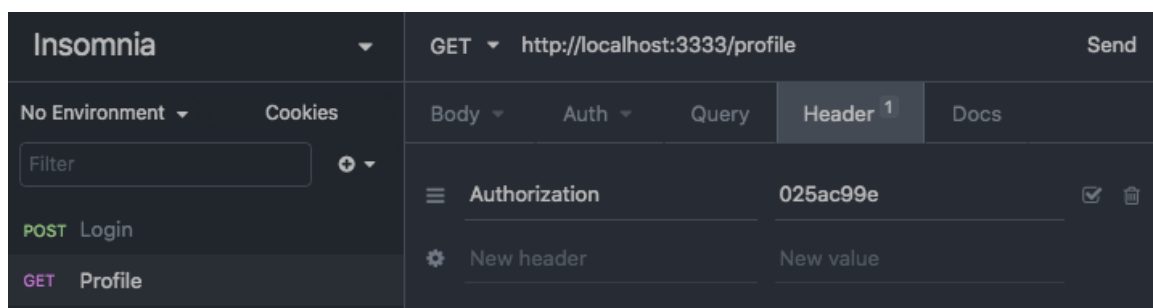 Insomnia
GET http://localhost:3333/profile Send
No Environment Cookies
Body Auth Query Header 1 Docs
Filter
Authorization 025ac99e
POST Login
New header New value
GET Profile